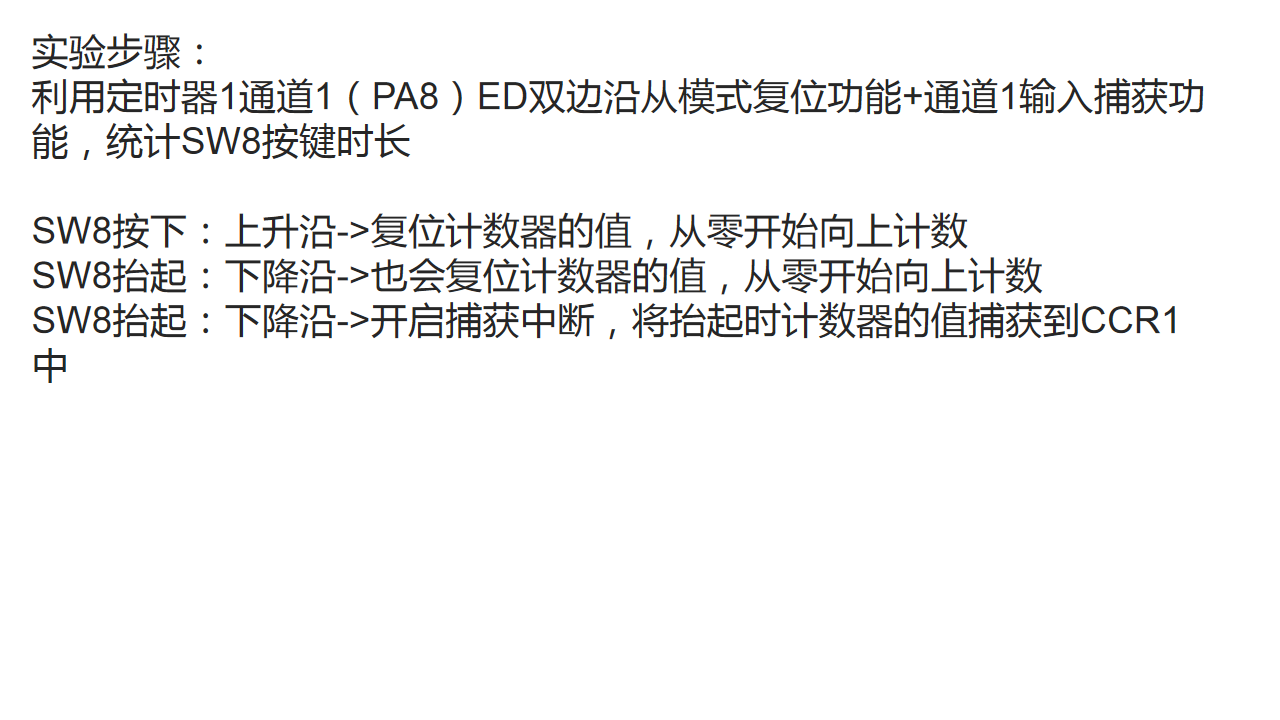 实验步骤：
利用定时器1通道1（PA8）ED双边沿从模式复位功能+通道1输入捕获功
能，统计SW8按键时长
SW8按下：上升沿->复位计数器的值，从零开始向上计数
SW8抬起：下降沿->也会复位计数器的值，从零开始向上计数
SW8抬起：下降沿->开启捕获中断，将抬起时计数器的值捕获到CCR1
中